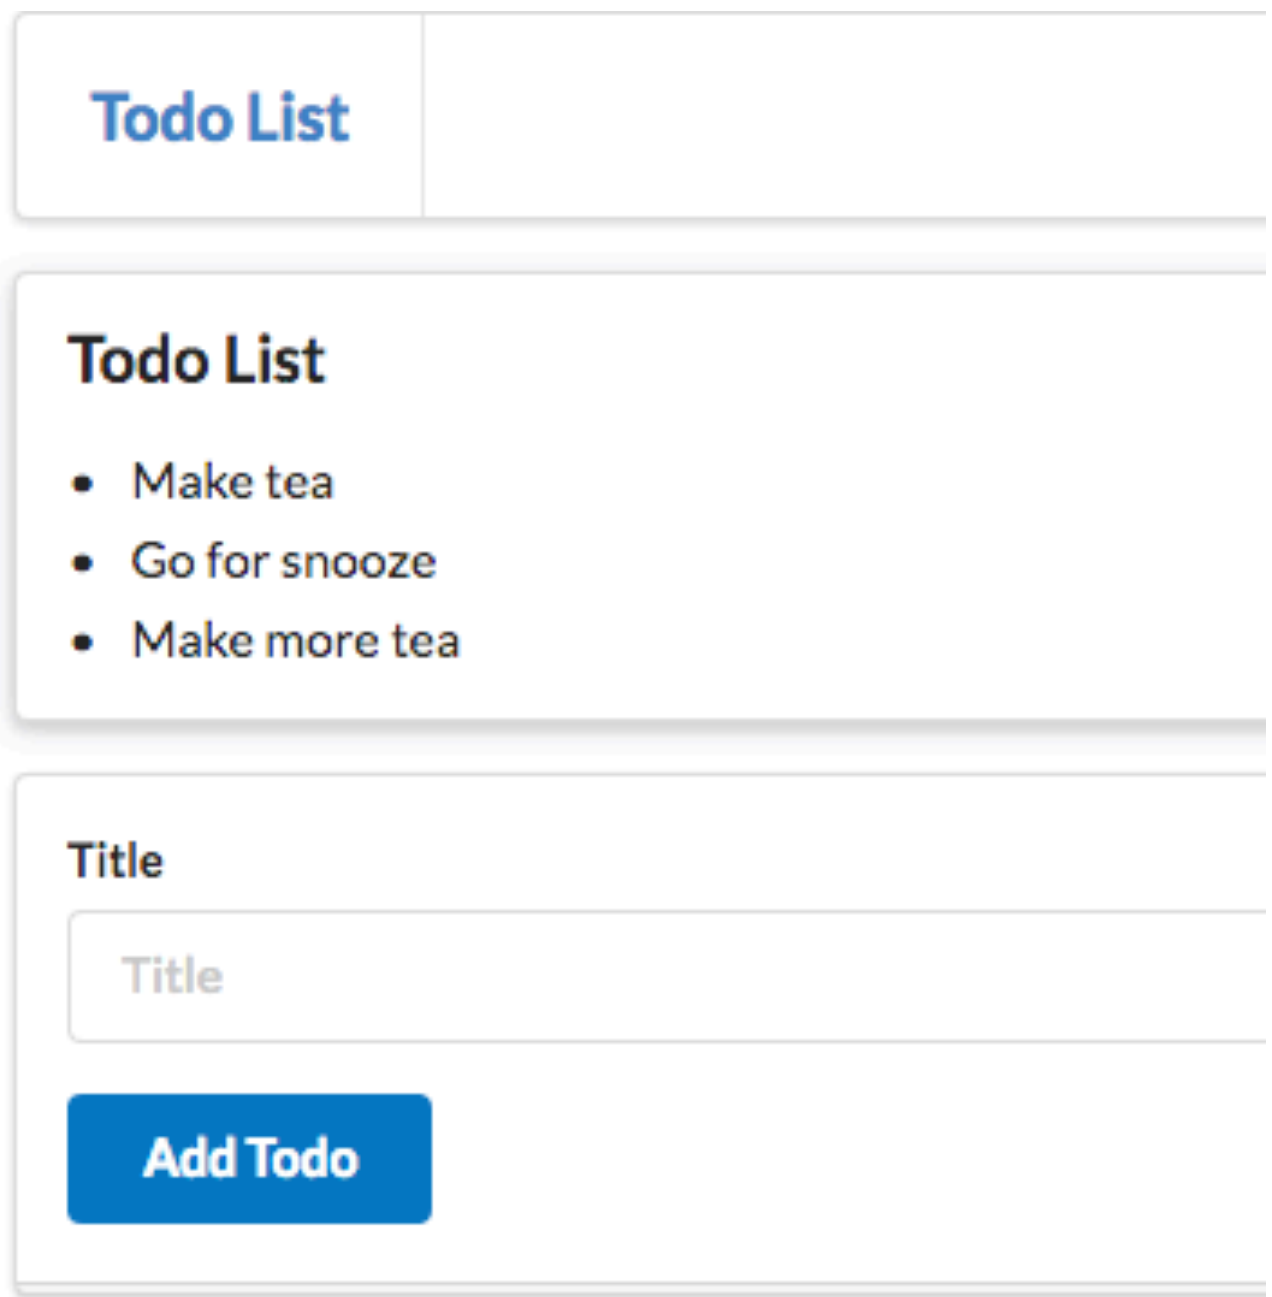 Todo List
Todo List
Make tea
Go for snooze
Make more tea
Title
Title
Add Todo